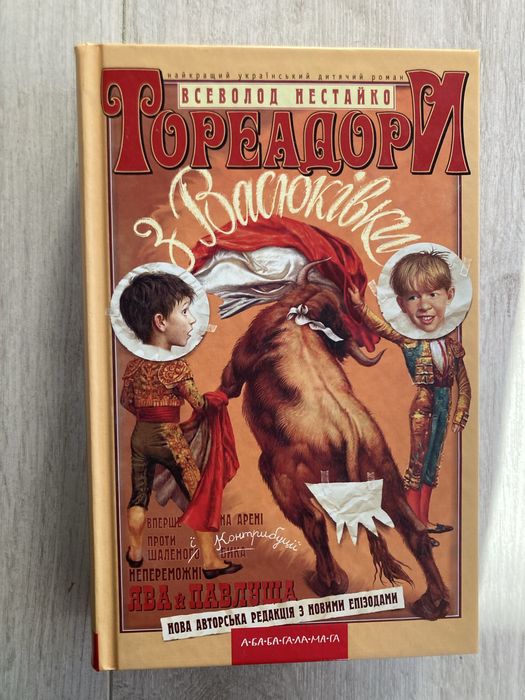 найкращий український дитячий роман
ВСЕВОЛОД НЕСТАЙКО
ТОРЕАДОРИ
з Васюківки
ВПЕРШЕ НА АРЕНІ
ПРОТИ ї Контрибуції
ШАЛЕНОГО БИКА
НЕПЕРЕМОЖНІ
ЯВА й ПАВЛУША
НОВА АВТОРСЬКА РЕДАКЦІЯ З НОВИМИ ЕПІЗОДАМИ
А-БА-БА-ГА-ЛА-МА-ГА